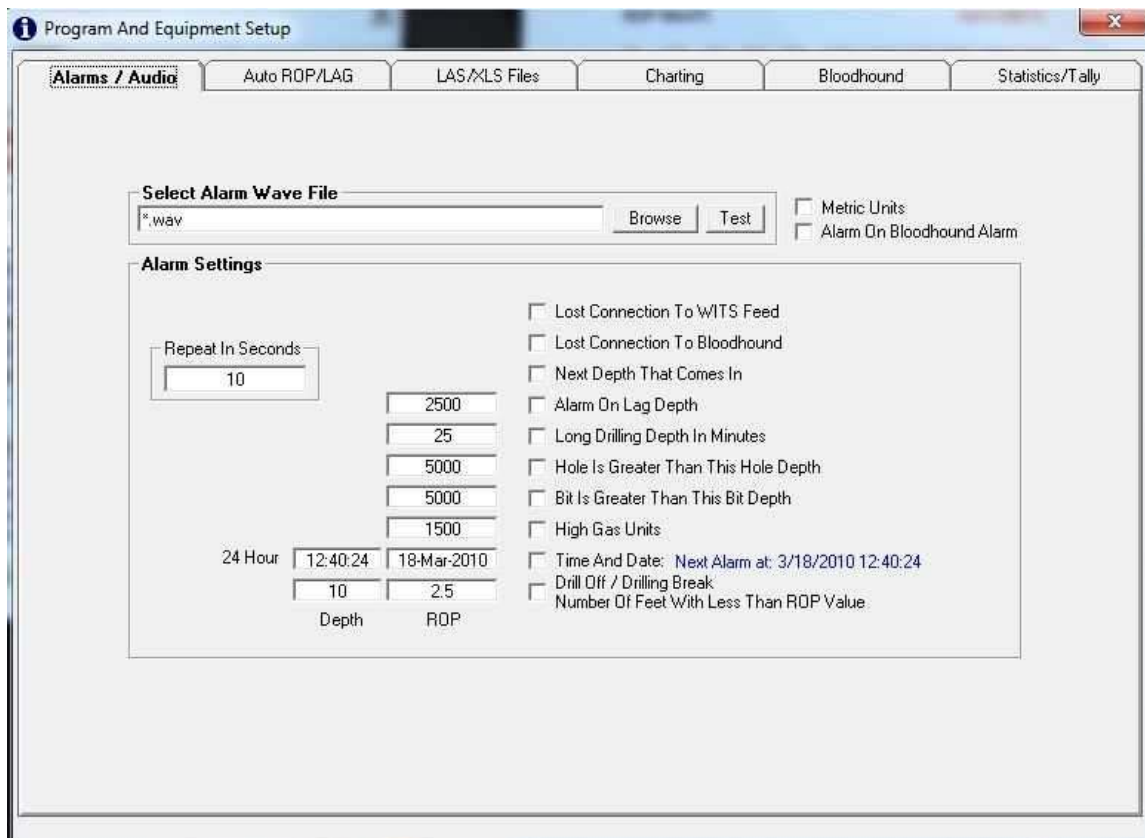 Program And Equipment Setup
Alarms / Audio
Auto ROP/LAG
LAS/XLS Files
Charting
Bloodhound
Statistics/Tally
Select Alarm Wave File
*.wav
Browse
Test
Metric Units
Alarm On Bloodhound Alarm
Alarm Settings
Lost Connection To WITS Feed
Repeat In Seconds
10
Lost Connection To Bloodhound
Next Depth That Comes In
2500 Alarm On Lag Depth
25 Long Drilling Depth In Minutes
5000 Hole Is Greater Than This Hole Depth
5000 Bit Is Greater Than This Bit Depth
1500 High Gas Units
24 Hour 12:40:24 18-Mar-2010 Time And Date: Next Alarm at: 3/18/2010 12:40:24
10 2.5 Drill Off / Drilling Break
Number Of Feet With Less Than ROP Value
Depth ROP